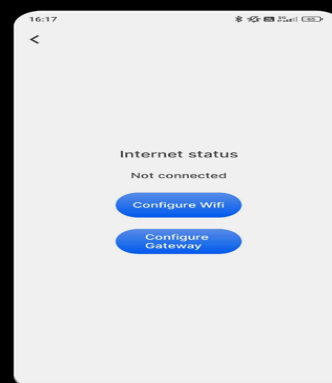 16:17
Internet status
Not connected
Configure Wifi
Configure
Gateway